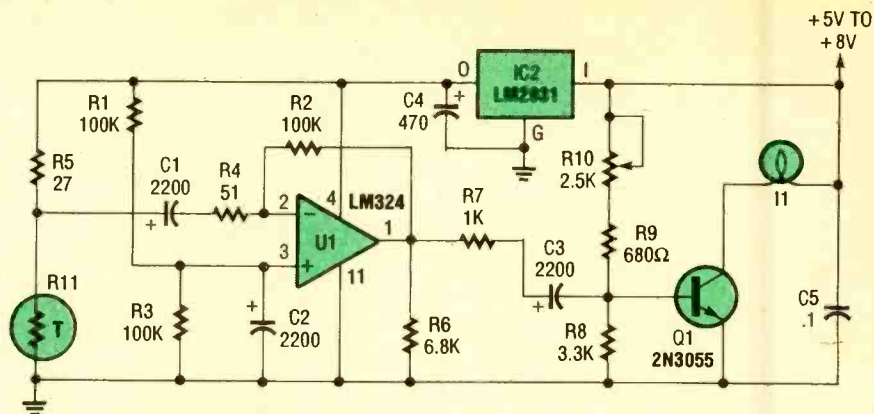 +5V TO
+8V
O
IC2
LM2931
I
G
R1
100K
R2
100K
C4
470
+
R5
27
C1
2200
+
R4
51
R10
2.5K
I1
2
−
4
LM324
U1
1
3
+
11
R7
1K
C3
2200
+
R9
680Ω
R11
T
R3
100K
+
C2
2200
R6
6.8K
R8
3.3K
Q1
2N3055
C5
.1